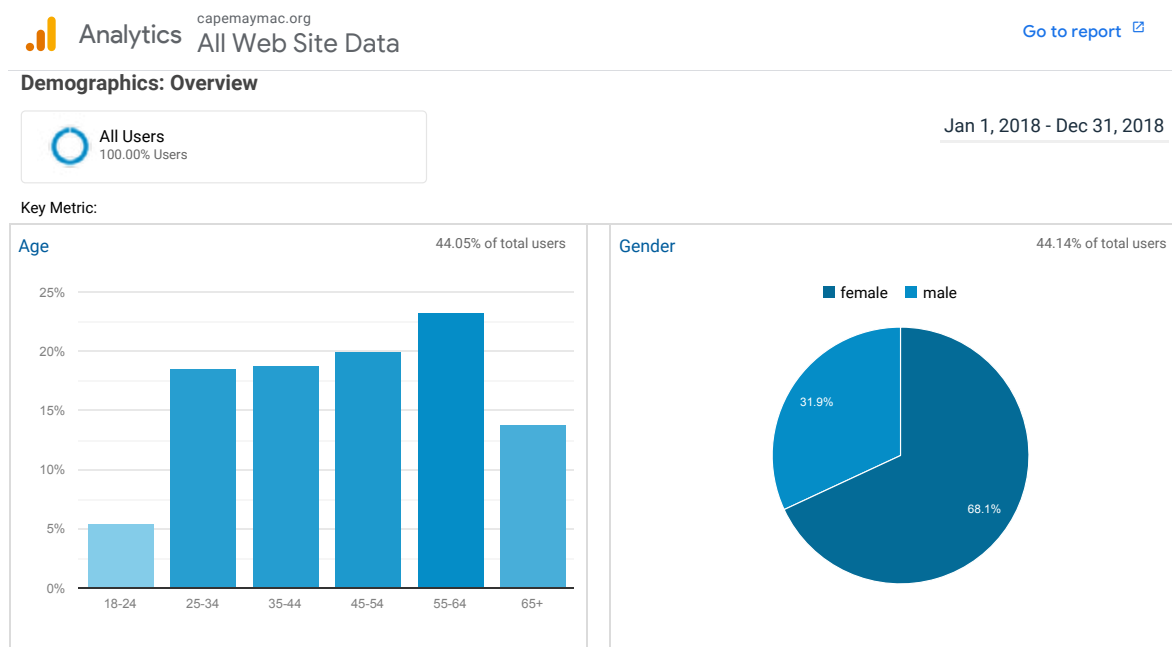 capemaymac.org
Analytics All Web Site Data
Go to report
Demographics: Overview
All Users
100.00% Users
Jan 1, 2018 - Dec 31, 2018
Key Metric:
Age
44.05% of total users
25%
20%
15%
10%
5%
0%
18-24 25-34 35-44 45-54 55-64 65+
Gender
44.14% of total users
female male
31.9%
68.1%